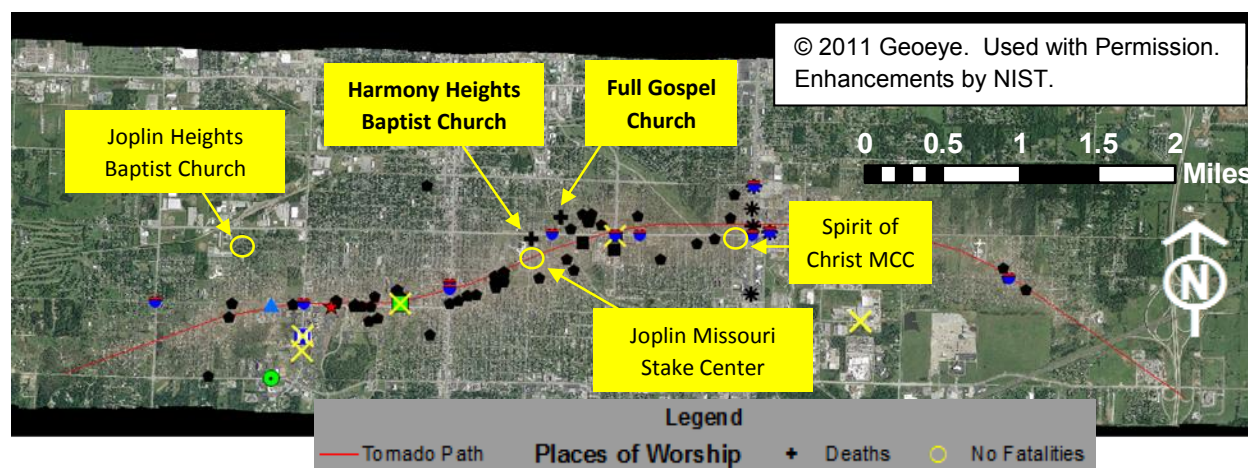 © 2011 Geoeye. Used with Permission.
Enhancements by NIST.
Harmony Heights
Baptist Church
Full Gospel
Church
Joplin Heights
Baptist Church
0 0.5 1 1.5 2
Miles
Spirit of
Christ MCC
N
Joplin Missouri
Stake Center
Legend
Tornado Path Places of Worship Deaths No Fatalities